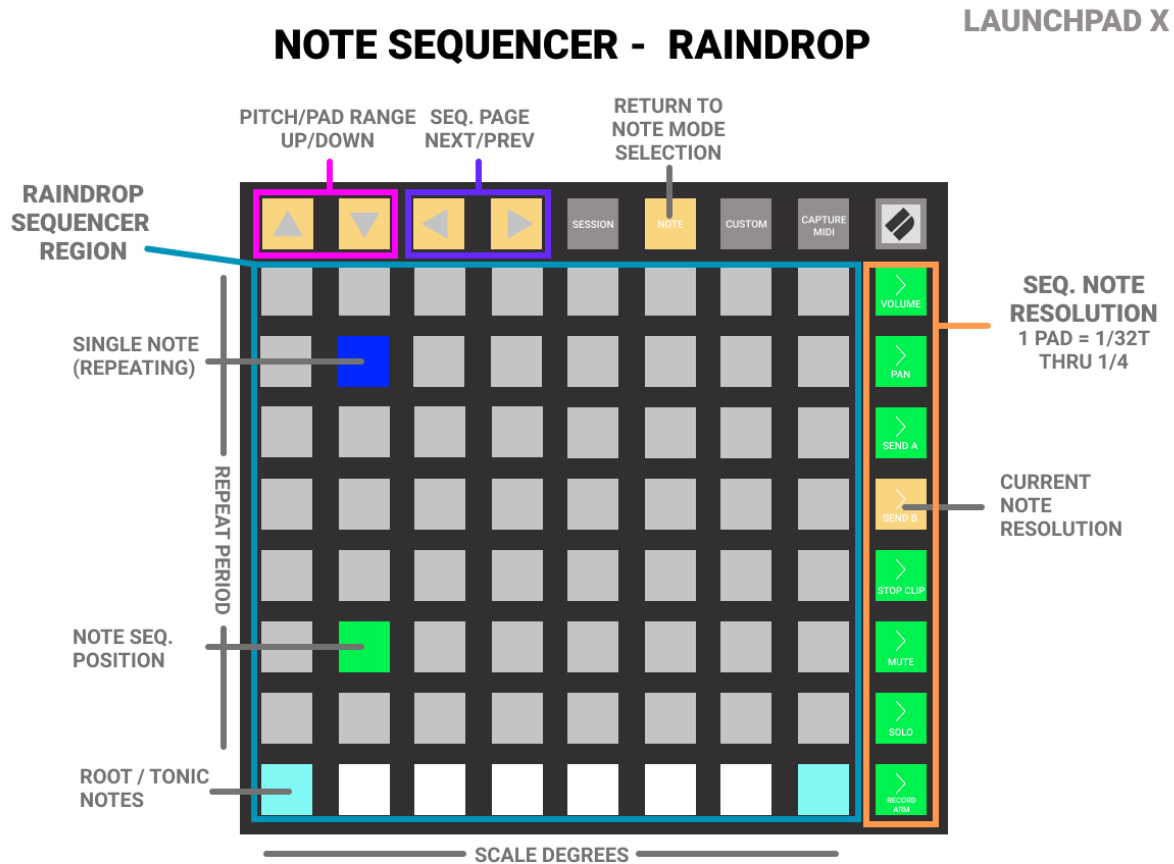 LAUNCHPAD X
NOTE SEQUENCER - RAINDROP
PITCH/PAD RANGE
UP/DOWN
SEQ. PAGE
NEXT/PREV
RETURN TO
NOTE MODE
SELECTION
RAINDROP
SEQUENCER
REGION
SESSION
NOTE
CUSTOM
CAPTURE
MIDI
VOLUME
SEQ. NOTE
RESOLUTION
1 PAD = 1/32T
THRU 1/4
SINGLE NOTE
(REPEATING)
PAN
SEND A
REPEAT PERIOD
SEND B
CURRENT
NOTE
RESOLUTION
STOP CLIP
NOTE SEQ.
POSITION
MUTE
SOLO
ROOT / TONIC
NOTES
RECORD
ARM
SCALE DEGREES